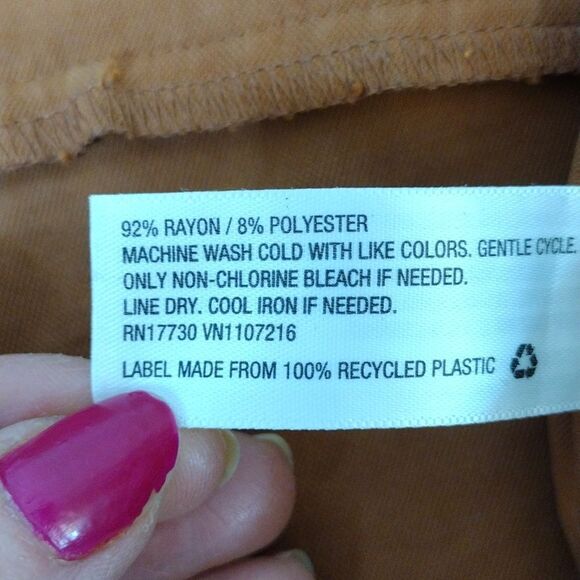 92% RAYON / 8% POLYESTER
MACHINE WASH COLD WITH LIKE COLORS. GENTLE CYCLE.
ONLY NON-CHLORINE BLEACH IF NEEDED.
LINE DRY. COOL IRON IF NEEDED.
RN17730 VN1107216
LABEL MADE FROM 100% RECYCLED PLASTIC